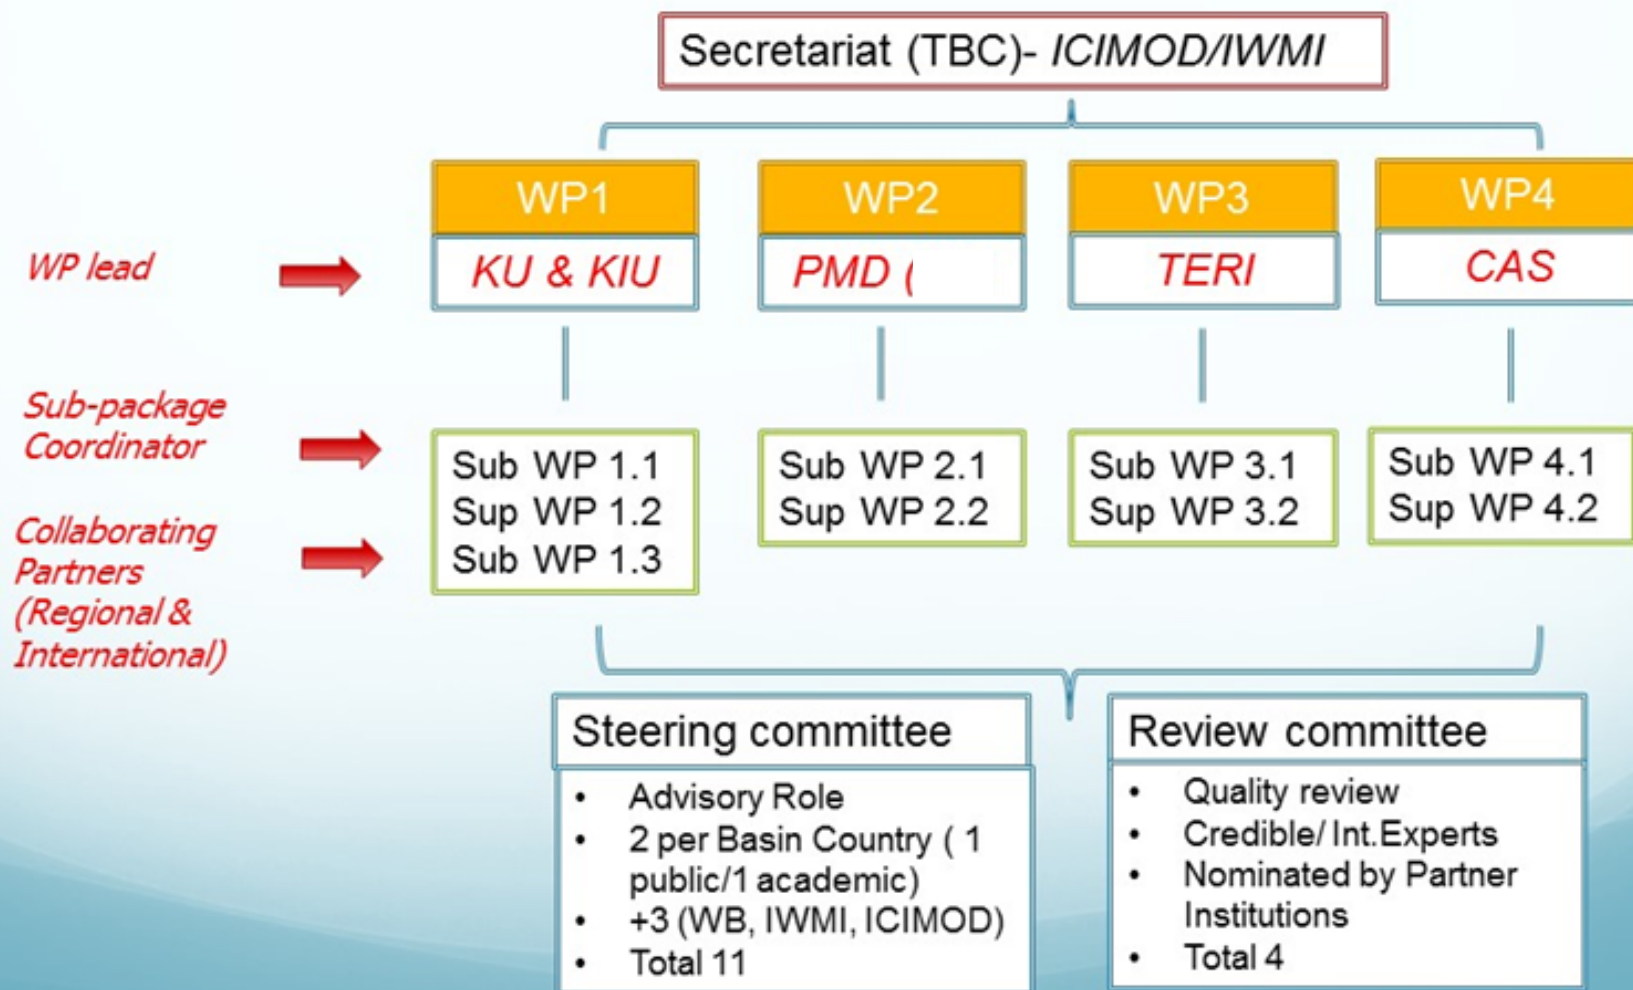 Secretariat (TBC)- ICIMOD/IWMI
WP1
WP2
WP3
WP4
WP lead
KU & KIU
PMD (
TERI
CAS
Sub-package
Coordinator
Collaborating
Partners
(Regional &
International)
Sub WP 1.1
Sup WP 1.2
Sub WP 1.3
Sub WP 2.1
Sup WP 2.2
Sub WP 3.1
Sup WP 3.2
Sub WP 4.1
Sup WP 4.2
Steering committee
• Advisory Role
• 2 per Basin Country ( 1
public/1 academic)
• +3 (WB, IWMI, ICIMOD)
• Total 11
Review committee
• Quality review
• Credible/ Int.Experts
• Nominated by Partner
Institutions
• Total 4